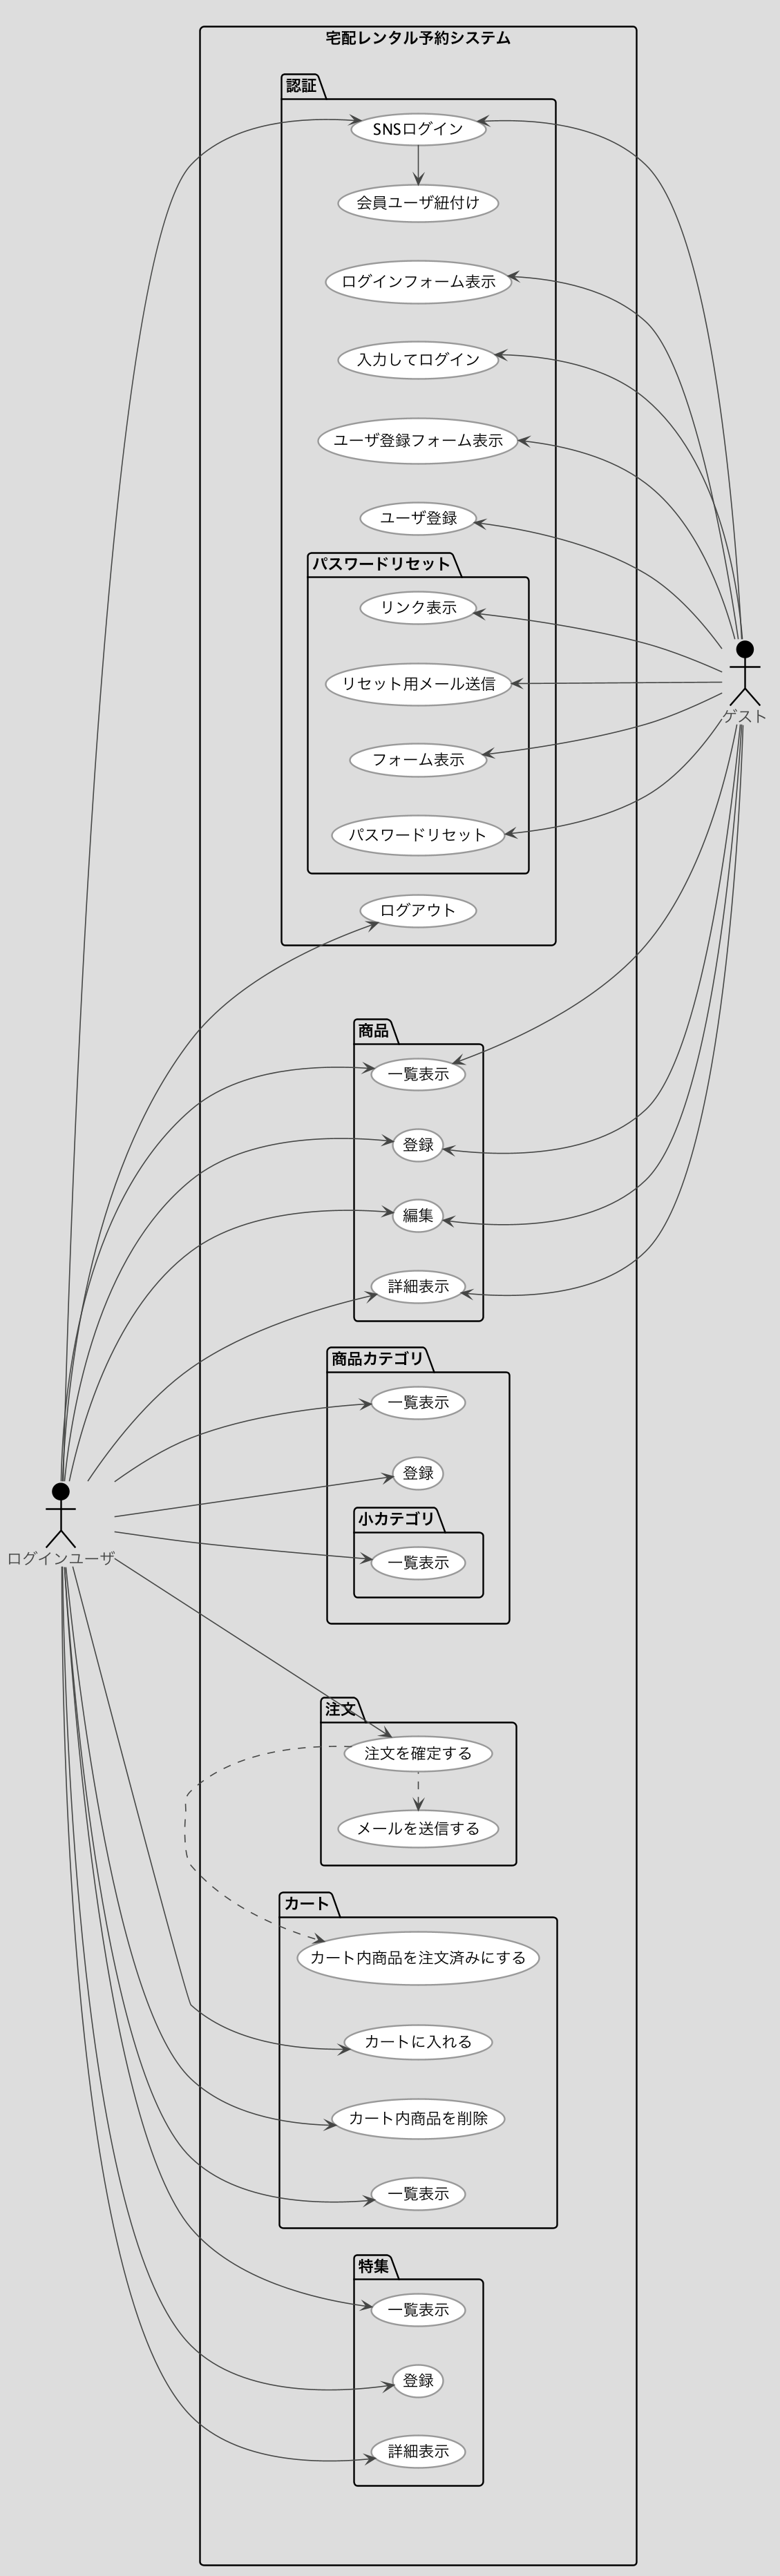 宅配レンタル予約システム
認証
SNSログイン
会員ユーザ紐付け
ログインフォーム表示
入力してログイン
ユーザ登録フォーム表示
ユーザ登録
パスワードリセット
リンク表示
リセット用メール送信
フォーム表示
パスワードリセット
ログアウト
ゲスト
商品
一覧表示
登録
編集
詳細表示
商品カテゴリ
一覧表示
登録
小カテゴリ
一覧表示
ログインユーザ
注文
注文を確定する
メールを送信する
カート
カート内商品を注文済みにする
カートに入れる
カート内商品を削除
一覧表示
特集
一覧表示
登録
詳細表示